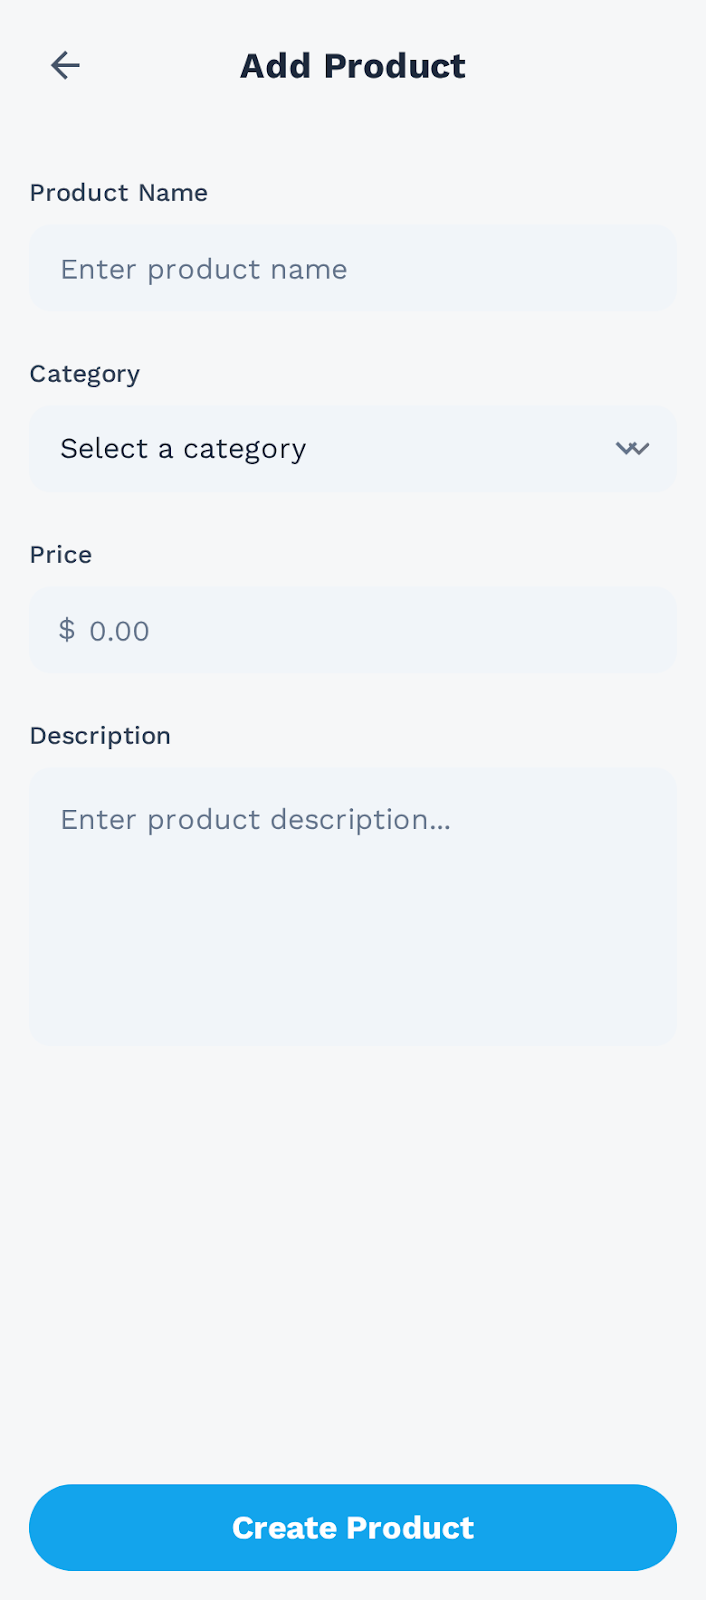 Add Product
Product Name
Enter product name
Category
Select a category
Price
$ 0.00
Description
Enter product description...
Create Product